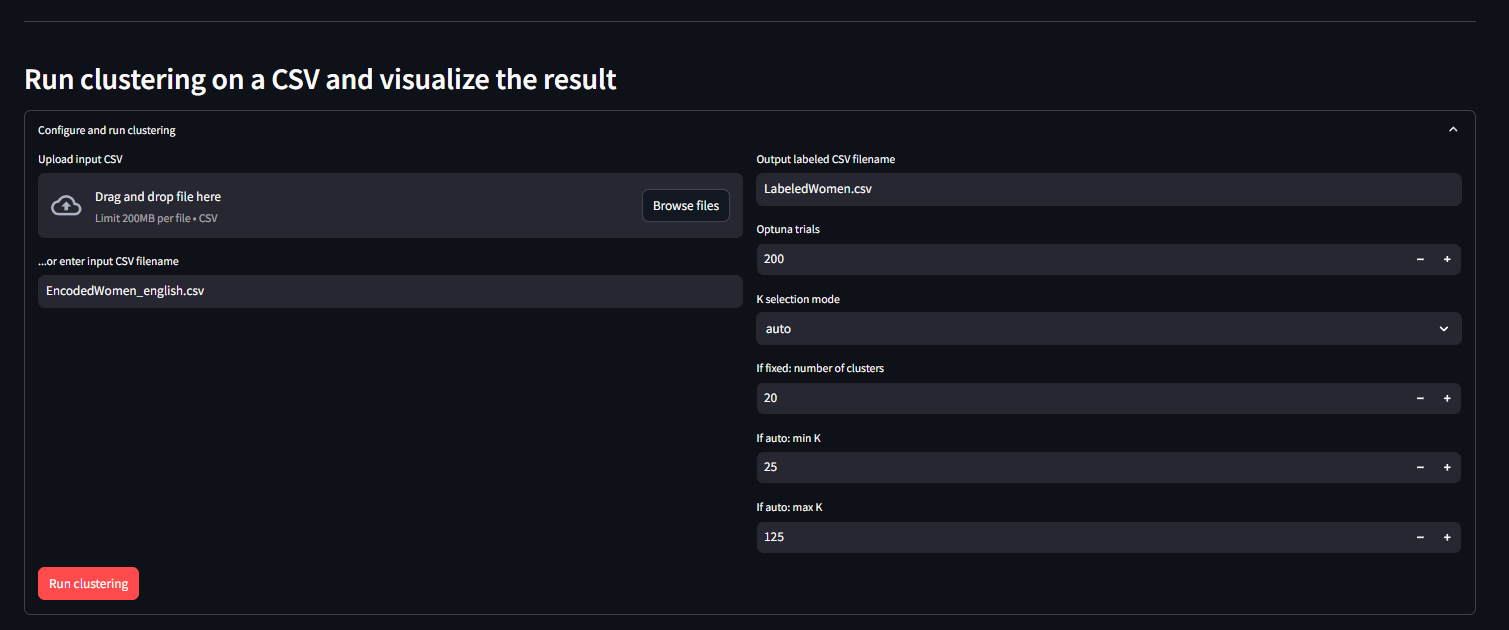 Run clustering on a CSV and visualize the result
Configure and run clustering
Upload input CSV
Drag and drop file here
Limit 200MB per file • CSV
Browse files
...or enter input CSV filename
EncodedWomen_english.csv
Output labeled CSV filename
LabeledWomen.csv
Optuna trials
200
K selection mode
auto
If fixed: number of clusters
20
If auto: min K
25
If auto: max K
125
Run clustering